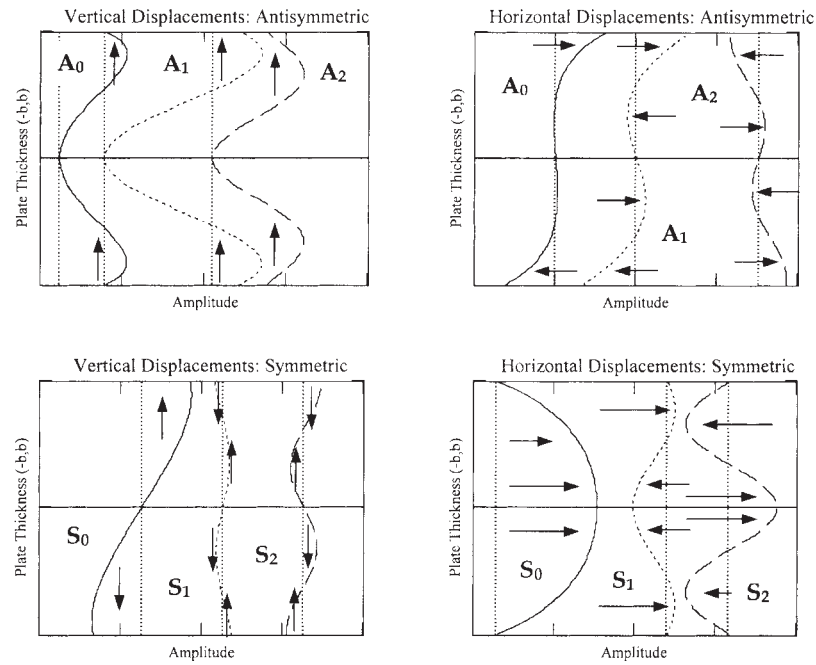 Vertical Displacements: Antisymmetric
Plate Thickness (-b,b)
A0
A1
A2
Amplitude
Horizontal Displacements: Antisymmetric
Plate Thickness (-b,b)
A0
A2
A1
Amplitude
Vertical Displacements: Symmetric
Plate Thickness (-b,b)
S0
S1
S2
Amplitude
Horizontal Displacements: Symmetric
Plate Thickness (-b,b)
S0
S1
S2
Amplitude